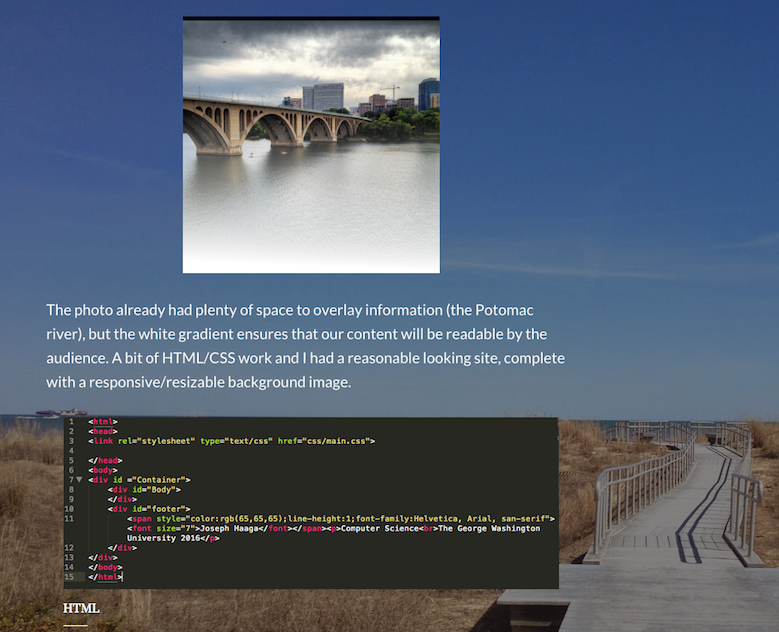 The photo already had plenty of space to overlay information (the Potomac
river), but the white gradient ensures that our content will be readable by the
audience. A bit of HTML/CSS work and I had a reasonable looking site, complete
with a responsive/resizable background image.
1 <html>
2 <head>
3 <link rel="stylesheet" type="text/css" href="css/main.css">
4
5 </head>
6 <body>
7 <div id ="Container">
8 <div id="Body">
9 </div>
10 <div id="footer">
11 <span style="color:rgb(65,65,65);line-height:1;font-family:Helvetica, Arial, san-serif">
<font size="7">Joseph Haaga</font></span><p>Computer Science<br>The George Washington
University 2016</p>
12 </div>
13 </div>
14 </body>
15 </html>
HTML